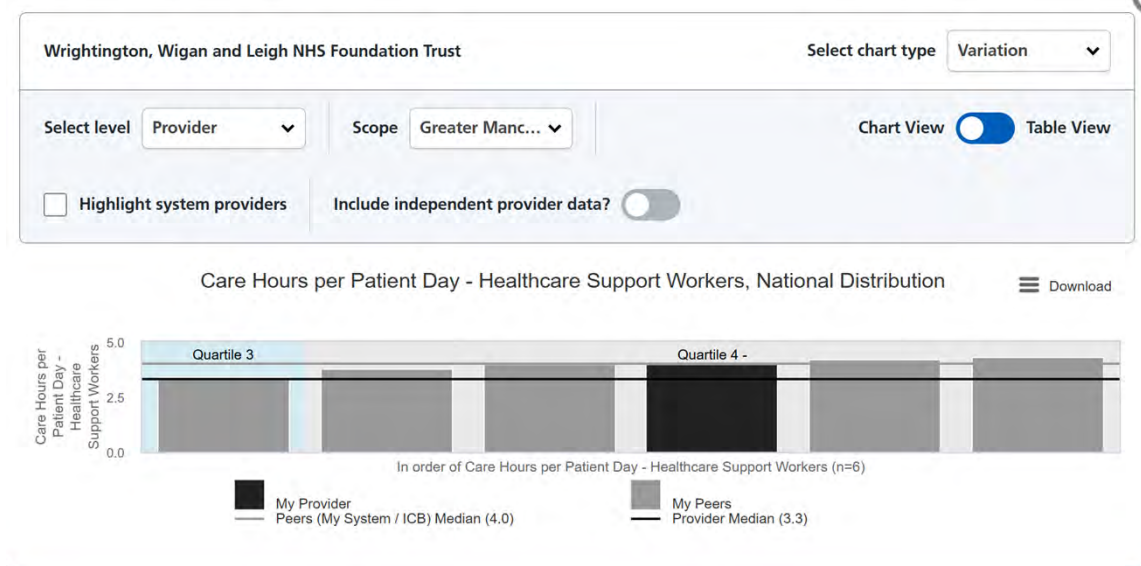 Wrightington, Wigan and Leigh NHS Foundation Trust
Select chart type
Variation
Select level
Provider
Scope
Greater Manc...
Chart View
Table View
Highlight system providers
Include independent provider data?
Care Hours per Patient Day - Healthcare Support Workers, National Distribution
Download
Care Hours per
Patient Day -
Healthcare
Support Workers
5.0
2.5
0.0
Quartile 3
Quartile 4 -
In order of Care Hours per Patient Day - Healthcare Support Workers (n=6)
My Provider
Peers (My System / ICB) Median (4.0)
My Peers
Provider Median (3.3)